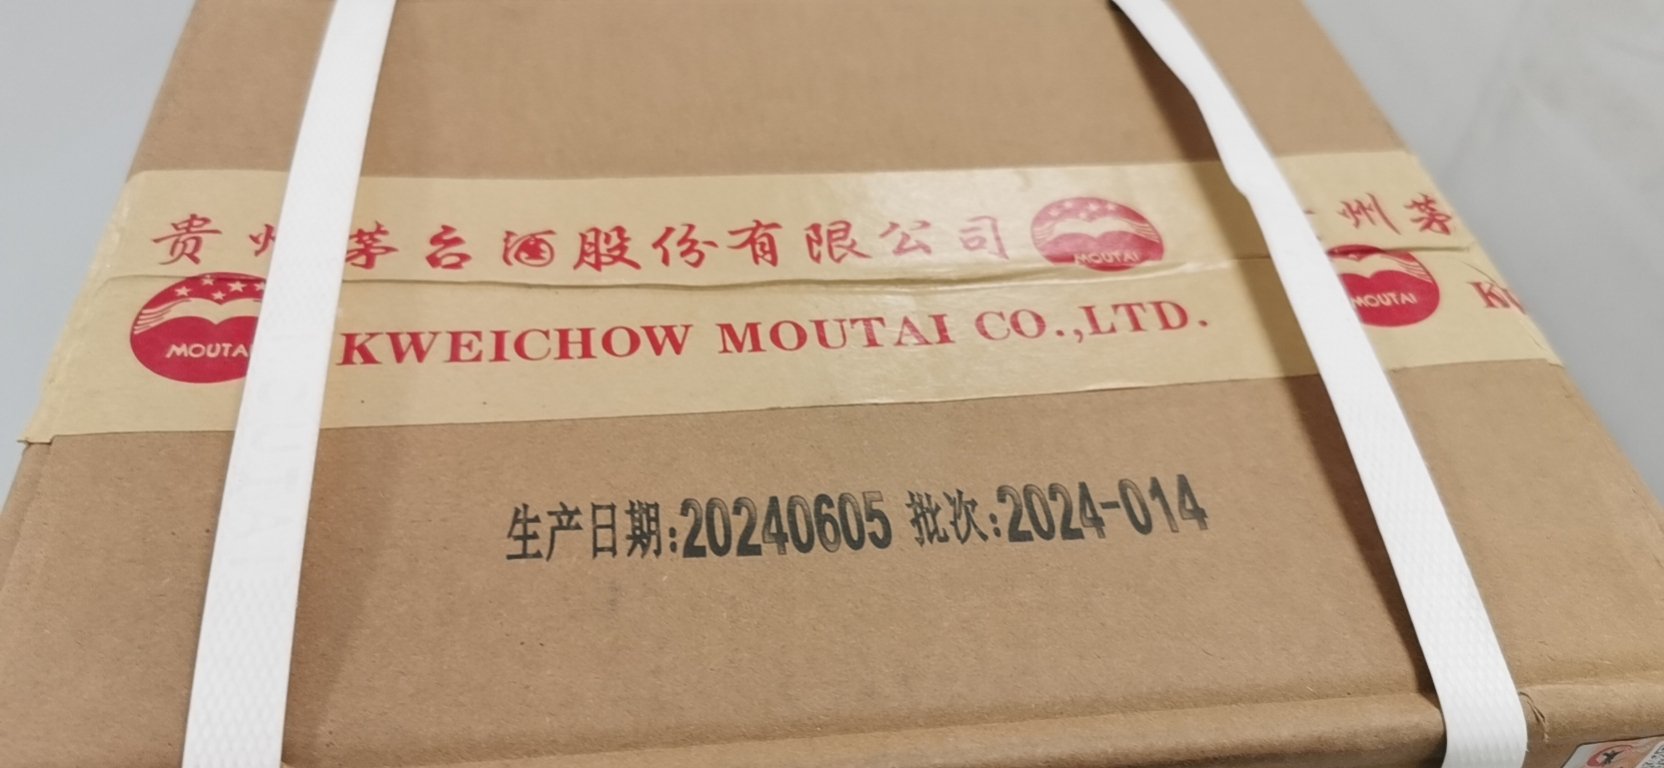 贵州茅台酒股份有限公司 MOUTAI 州茅
MOUTAI KWEICHOW MOUTAI CO.,LTD. MOUTAI
生产日期:20240605 批次:2024-014